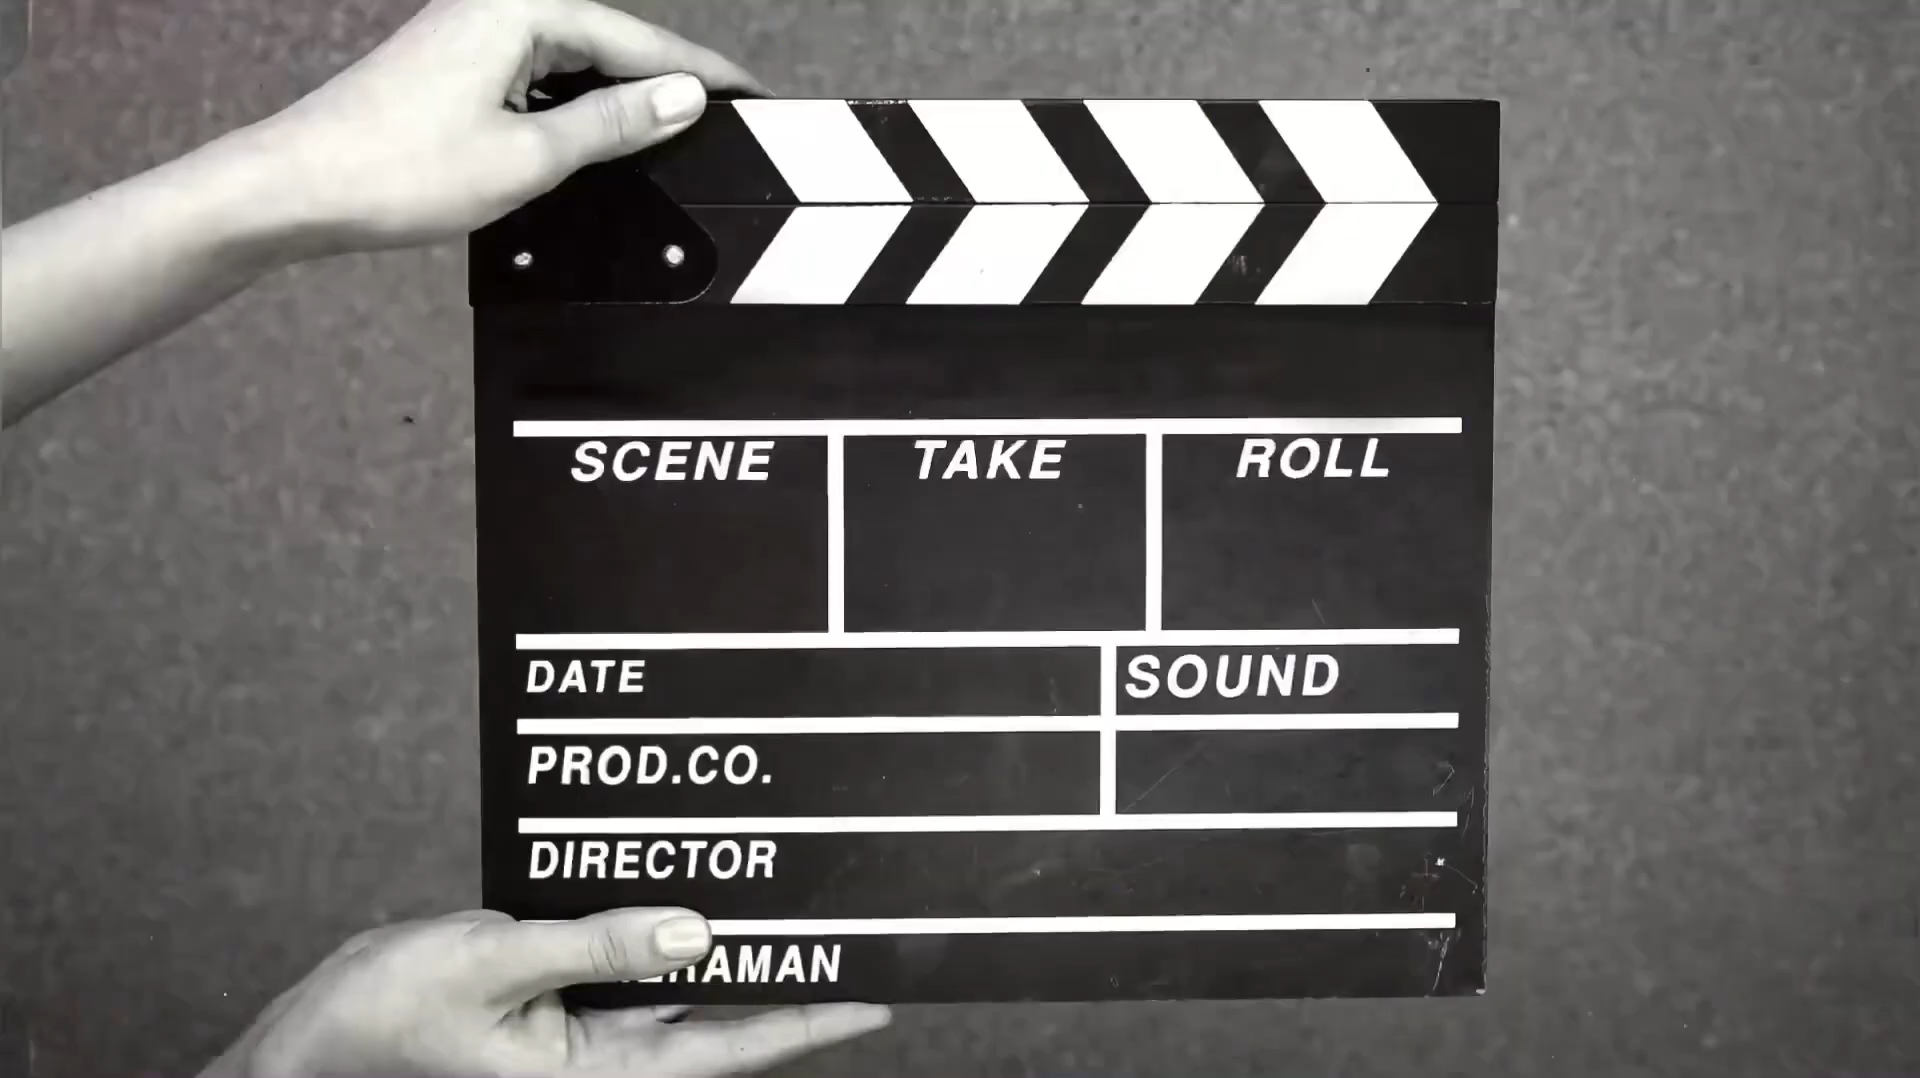 SCENE TAKE ROLL
DATE SOUND
PROD.CO.
DIRECTOR